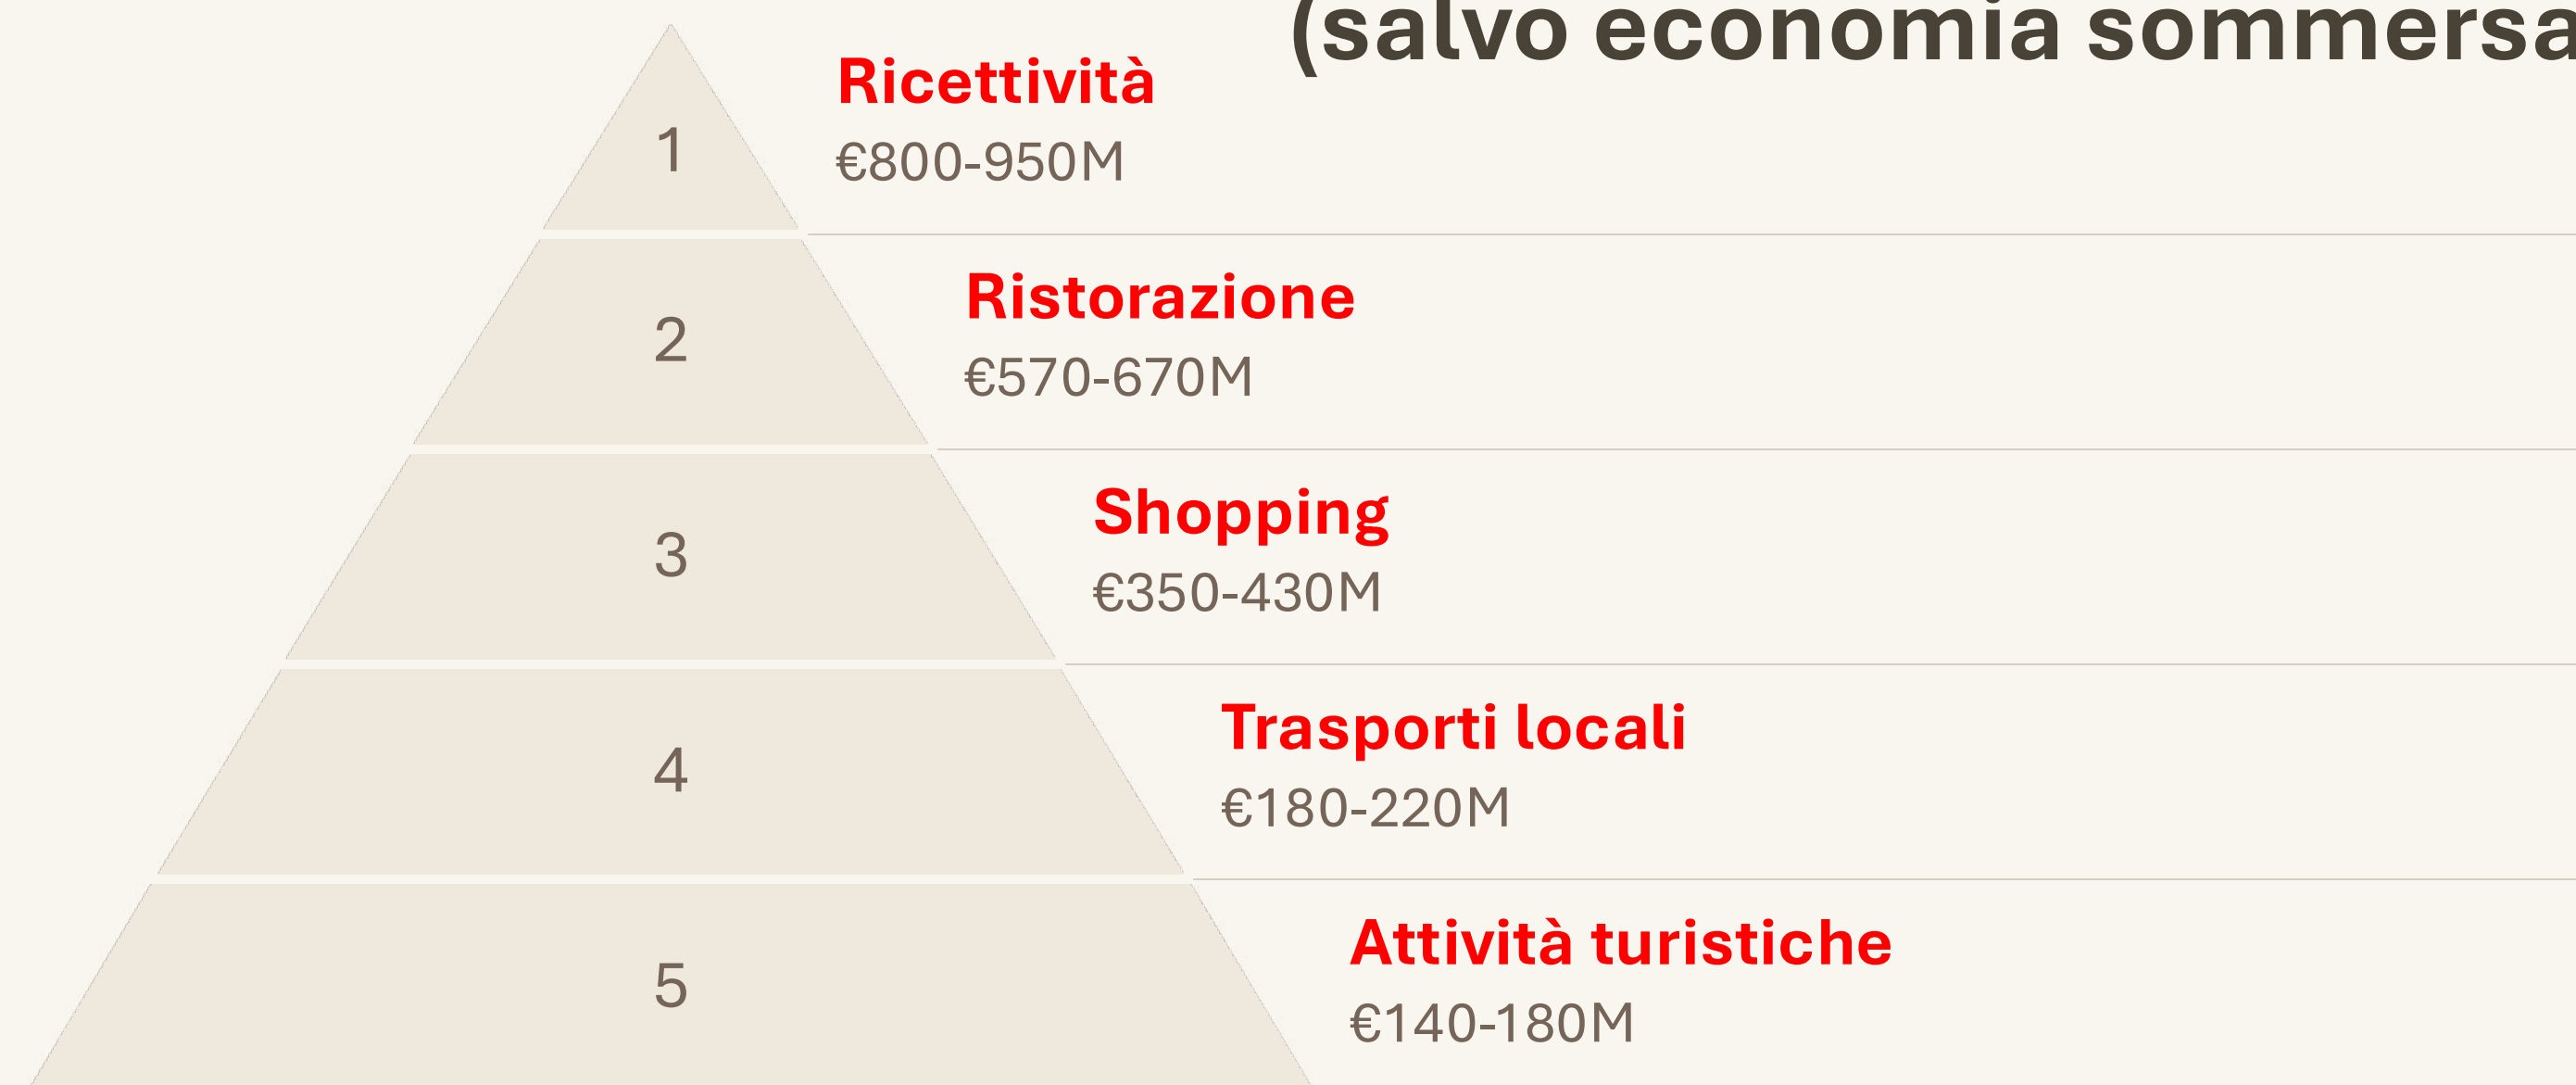 (salvo economia sommersa
1
Ricettività
€800-950M
2
Ristorazione
€570-670M
3
Shopping
€350-430M
4
Trasporti locali
€180-220M
5
Attività turistiche
€140-180M